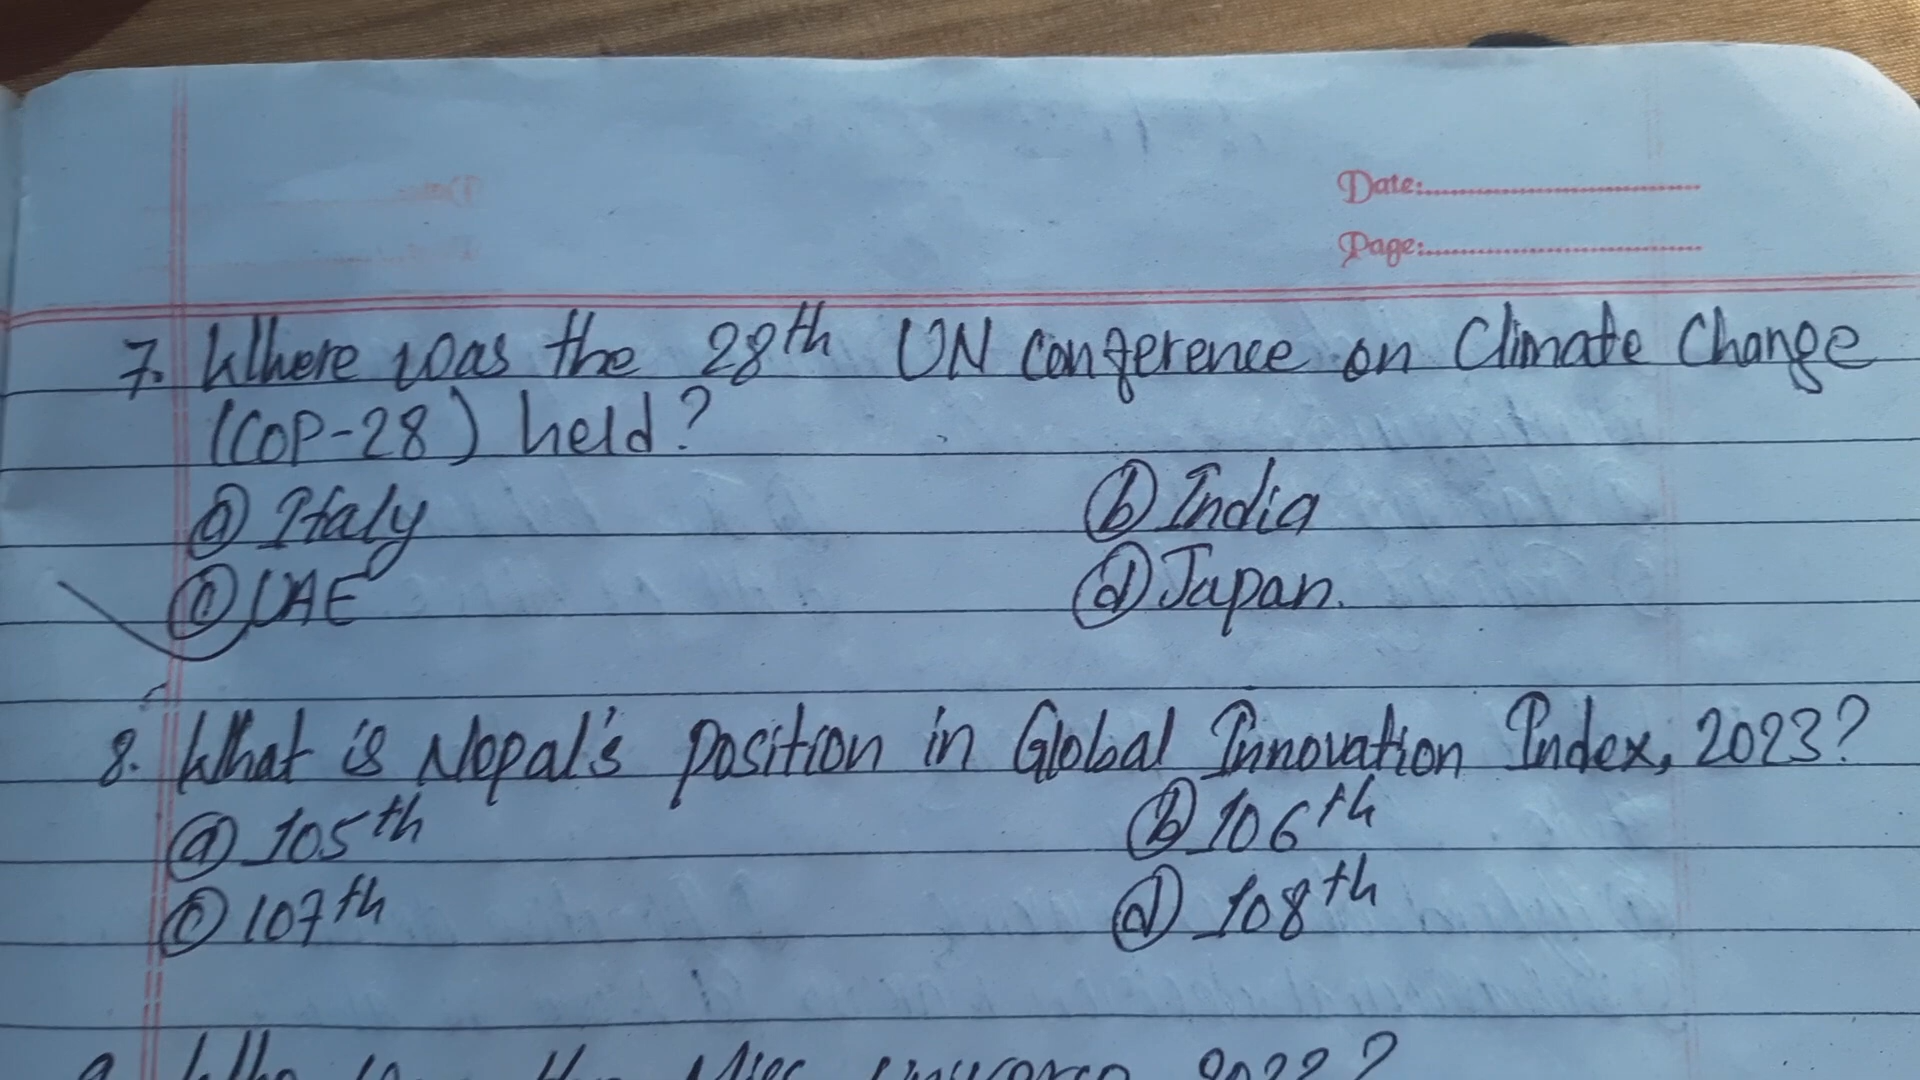 Date:
Page:
7. Where was the 28th UN Conference on Climate Change
(COP-28) held?
ⓐ Italy ⓑ India
ⓒ UAE ⓓ Japan.
8. What is Nepal's position in Global Innovation Index, 2023?
ⓐ 105th ⓑ 106th
ⓒ 107th ⓓ 108th